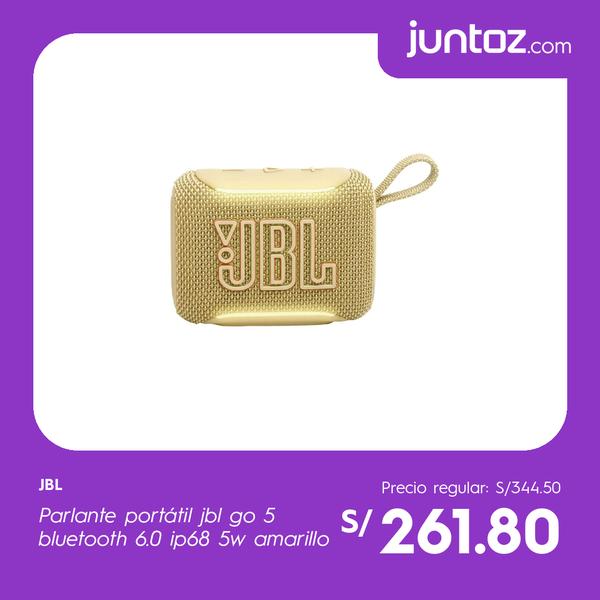 juntoz.com
JBL
JBL
Precio regular: S/344.50
Parlante portátil jbl go 5
bluetooth 6.0 ip68 5w amarillo
S/261.80